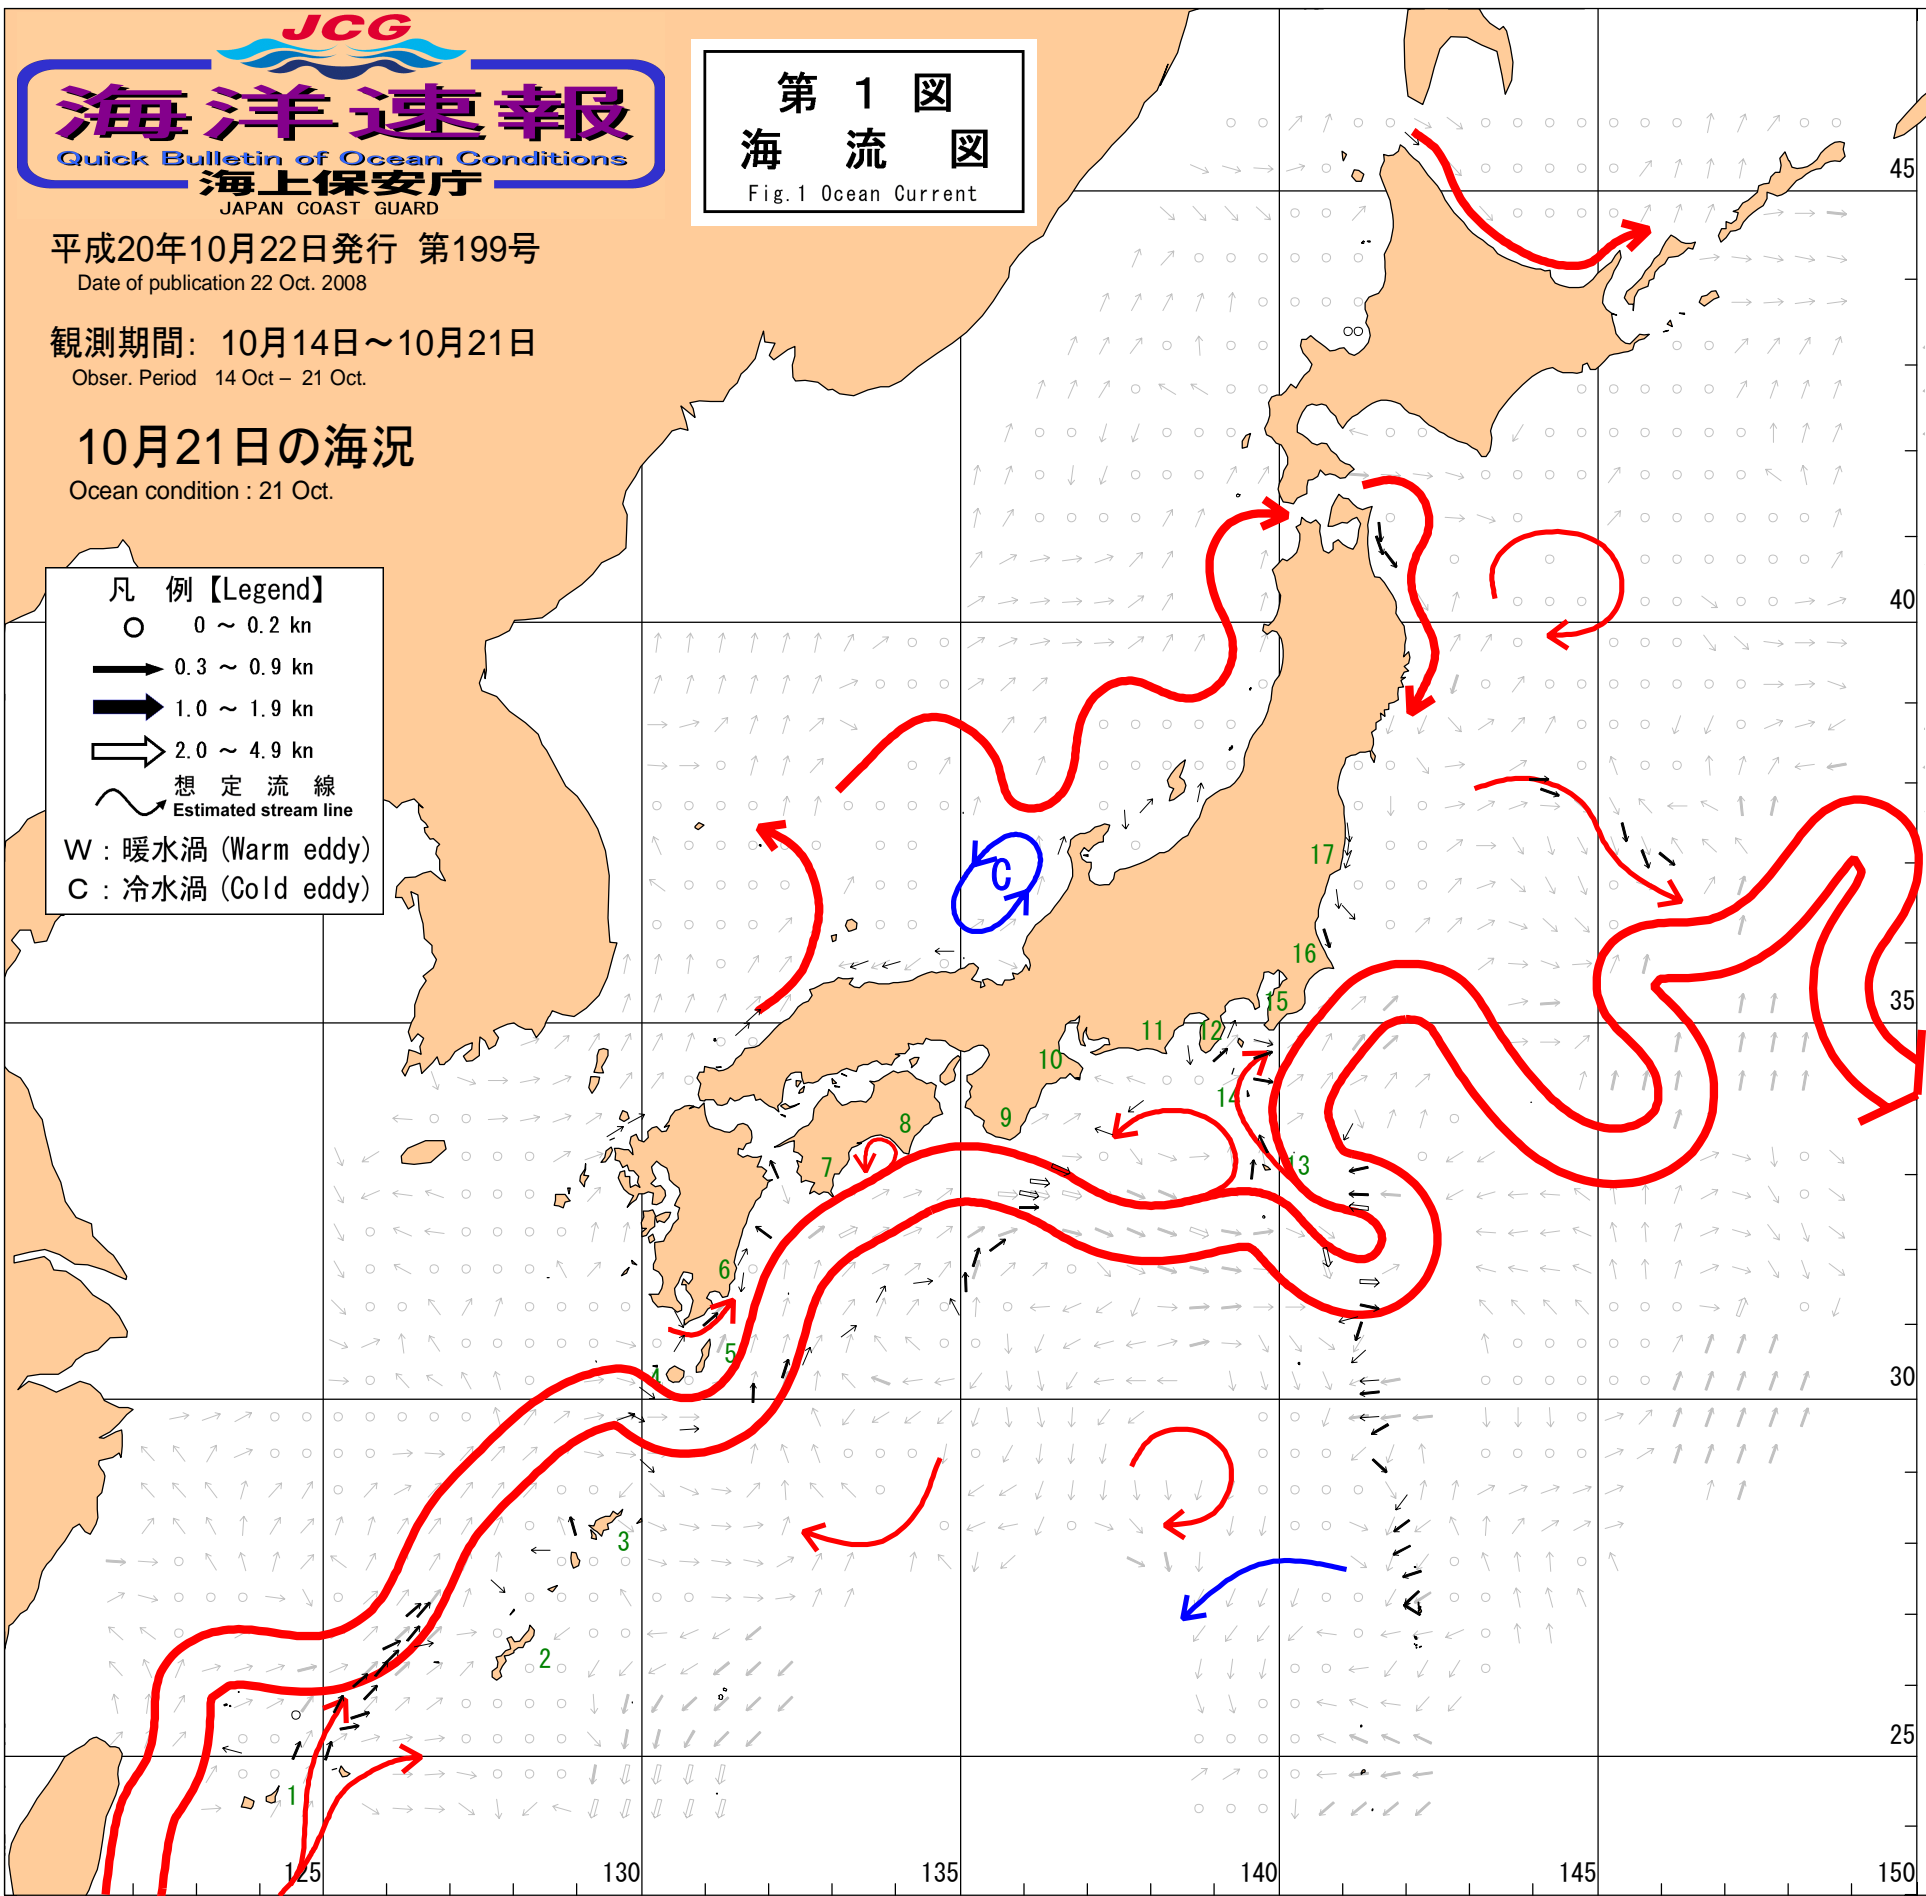 JCG
海洋速報
Quick Bulletin of Ocean Conditions
海上保安庁
JAPAN COAST GUARD
第 1 図
海 流 図
Fig.1 Ocean Current
平成20年10月22日発行 第199号
Date of publication 22 Oct. 2008
観測期間: 10月14日～10月21日
Obser. Period 14 Oct – 21 Oct.
10月21日の海況
Ocean condition : 21 Oct.
凡 例【Legend】
0 ～ 0.2 kn
0.3 ～ 0.9 kn
1.0 ～ 1.9 kn
2.0 ～ 4.9 kn
想 定 流 線
Estimated stream line
W : 暖水渦 (Warm eddy)
C : 冷水渦 (Cold eddy)
45
40
C
17
16
15
35
12
11
10
14
9
8
7
13
6
5
4
30
3
2
25
1
125
130
135
140
145
150